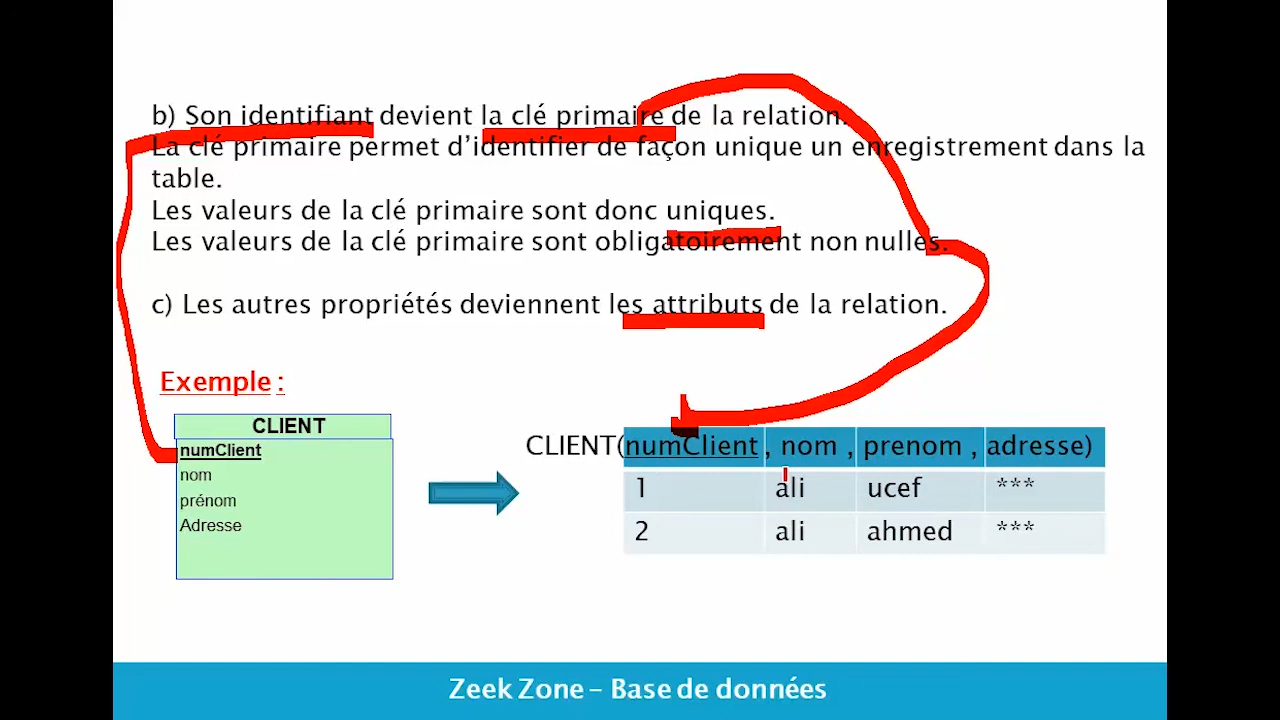 b) Son identifiant devient la clé primaire de la relation.
La clé primaire permet d’identifier de façon unique un enregistrement dans la
table.
Les valeurs de la clé primaire sont donc uniques.
Les valeurs de la clé primaire sont obligatoirement non nulles.
c) Les autres propriétés deviennent les attributs de la relation.
Exemple :
CLIENT
numClient
nom
prénom
Adresse
CLIENT(numClient , nom , prenom , adresse)
1 ali ucef ***
2 ali ahmed ***
Zeek Zone – Base de données